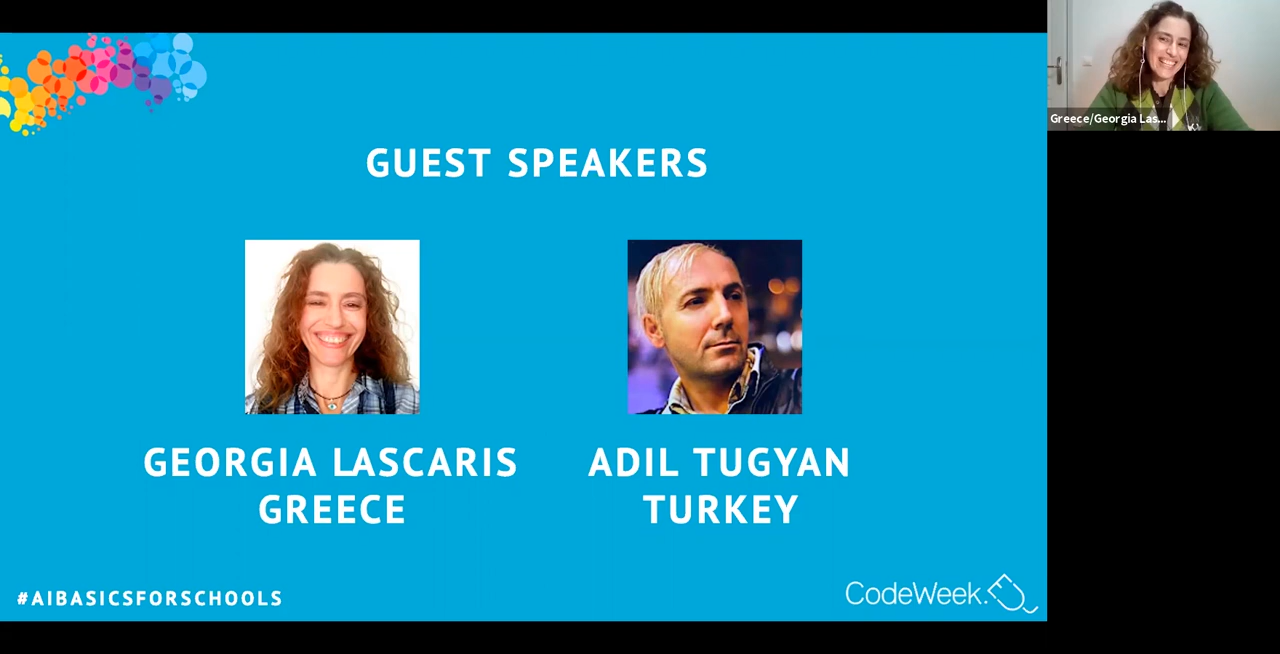 GUEST SPEAKERS
GEORGIA LASCARIS
GREECE
ADIL TUGYAN
TURKEY
#AIBASICSFORSCHOOLS
CodeWeek.
Greece/Georgia Las...